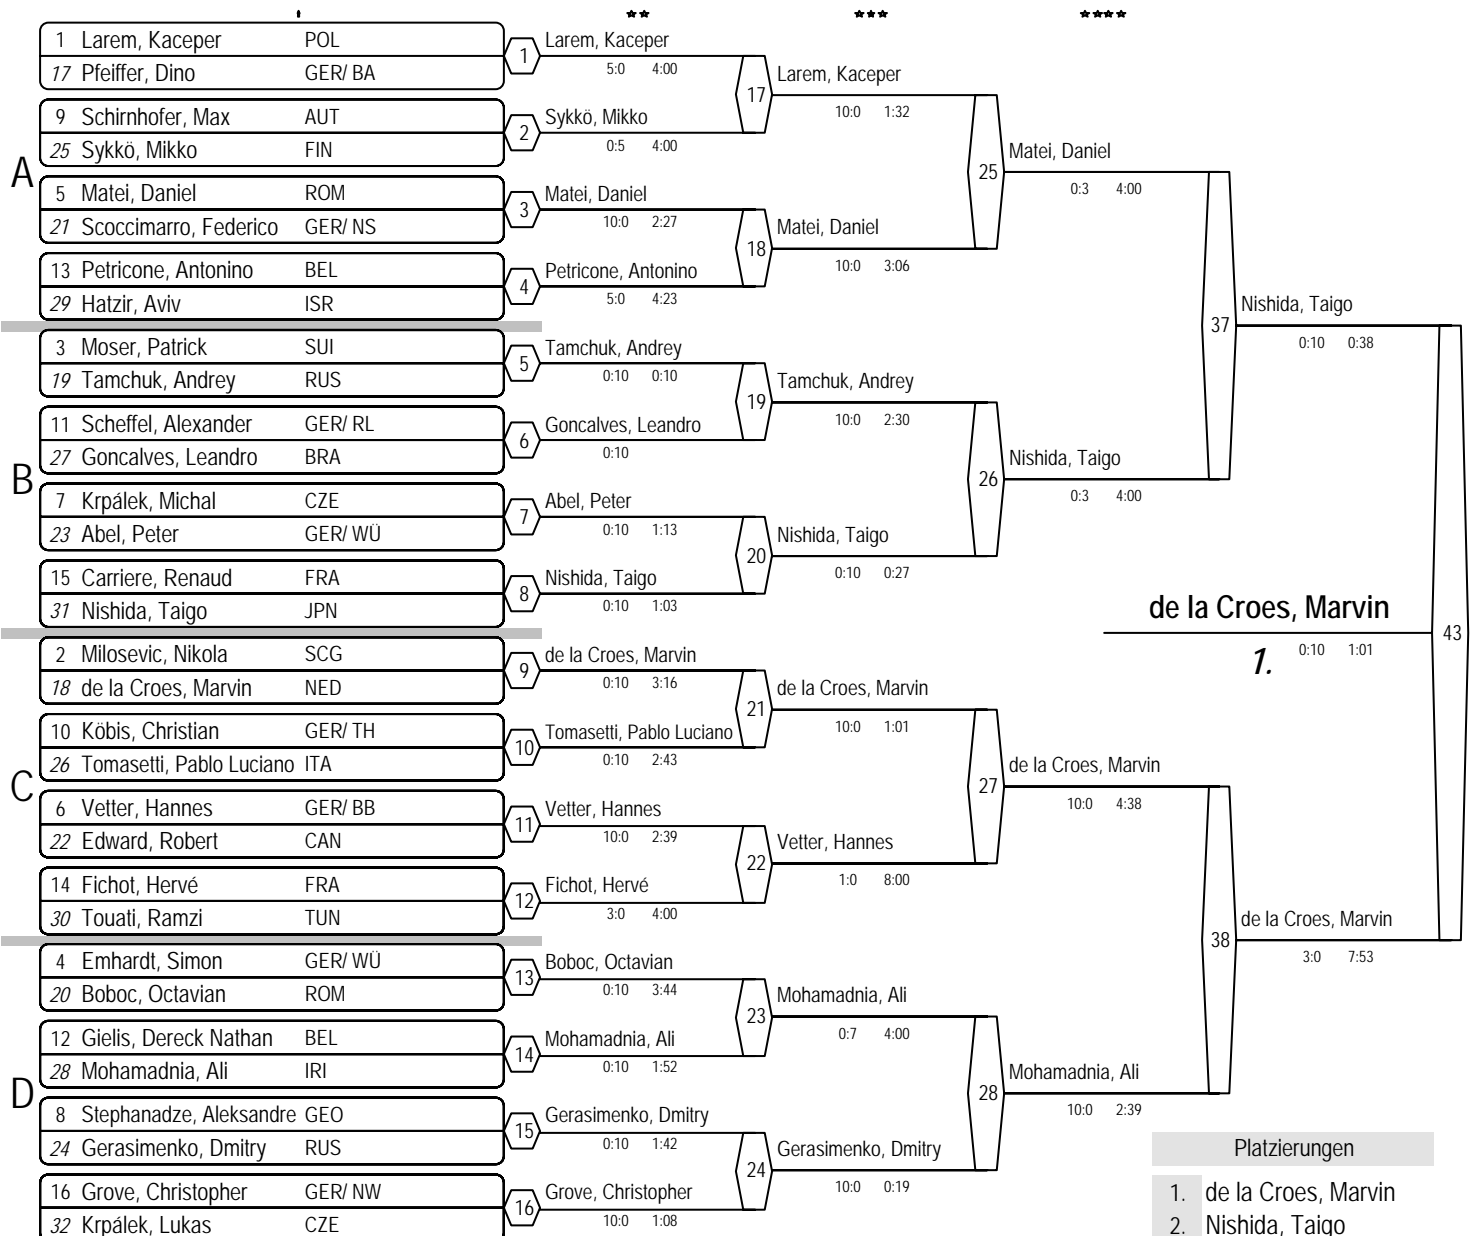 1 Larem, Kaceper POL
17 Pfeiffer, Dino GER/ BA
1
Larem, Kaceper
5:0 4:00
9 Schirnhofer, Max AUT
25 Sykkö, Mikko FIN
2
Sykkö, Mikko
0:5 4:00
17
Larem, Kaceper
10:0 1:32
A
5 Matei, Daniel ROM
21 Scoccimarro, Federico GER/ NS
3
Matei, Daniel
10:0 2:27
13 Petricone, Antonino BEL
29 Hatzir, Aviv ISR
4
Petricone, Antonino
5:0 4:23
18
Matei, Daniel
10:0 3:06
25
Matei, Daniel
0:3 4:00
3 Moser, Patrick SUI
19 Tamchuk, Andrey RUS
5
Tamchuk, Andrey
0:10 0:10
11 Scheffel, Alexander GER/ RL
27 Goncalves, Leandro BRA
6
Goncalves, Leandro
0:10
19
Tamchuk, Andrey
10:0 2:30
B
7 Krpálek, Michal CZE
23 Abel, Peter GER/ WÜ
7
Abel, Peter
0:10 1:13
15 Carriere, Renaud FRA
31 Nishida, Taigo JPN
8
Nishida, Taigo
0:10 1:03
20
Nishida, Taigo
0:10 0:27
26
Nishida, Taigo
0:3 4:00
37
Nishida, Taigo
0:10 0:38
2 Milosevic, Nikola SCG
18 de la Croes, Marvin NED
9
de la Croes, Marvin
0:10 3:16
10 Köbis, Christian GER/ TH
26 Tomasetti, Pablo Luciano ITA
10
Tomasetti, Pablo Luciano
0:10 2:43
21
de la Croes, Marvin
10:0 1:01
C
6 Vetter, Hannes GER/ BB
22 Edward, Robert CAN
11
Vetter, Hannes
10:0 2:39
14 Fichot, Hervé FRA
30 Touati, Ramzi TUN
12
Fichot, Hervé
3:0 4:00
22
Vetter, Hannes
1:0 8:00
27
de la Croes, Marvin
10:0 4:38
4 Emhardt, Simon GER/ WÜ
20 Boboc, Octavian ROM
13
Boboc, Octavian
0:10 3:44
12 Gielis, Dereck Nathan BEL
28 Mohamadnia, Ali IRI
14
Mohamadnia, Ali
0:10 1:52
23
Mohamadnia, Ali
0:7 4:00
D
8 Stephanadze, Aleksandre GEO
24 Gerasimenko, Dmitry RUS
15
Gerasimenko, Dmitry
0:10 1:42
16 Grove, Christopher GER/ NW
32 Krpálek, Lukas CZE
16
Grove, Christopher
10:0 1:08
24
Gerasimenko, Dmitry
10:0 0:19
28
Mohamadnia, Ali
10:0 2:39
38
de la Croes, Marvin
3:0 7:53
43
de la Croes, Marvin
1. 0:10 1:01
Platzierungen
1. de la Croes, Marvin
2. Nishida, Taigo